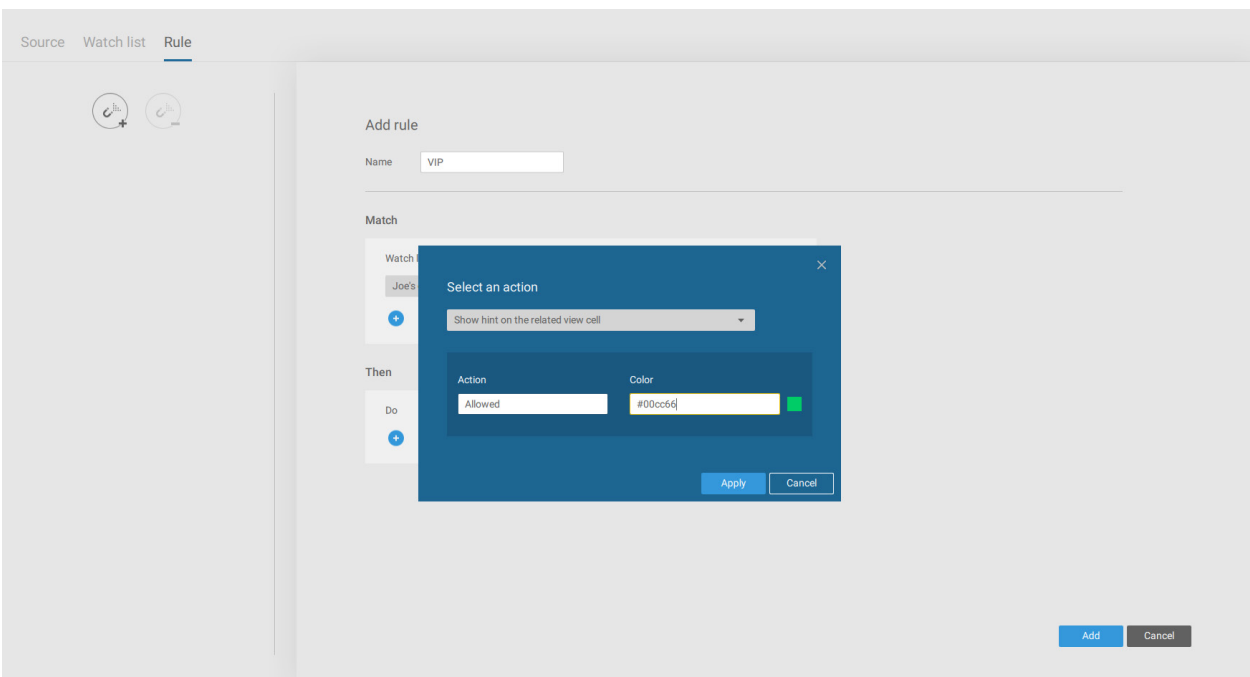 Source Watch list Rule
Add rule
Name VIP
Match
Watch
Joe's
Select an action
Show hint on the related view cell
Then
Action Color
Allowed #00cc66
Do
Apply Cancel
Add Cancel